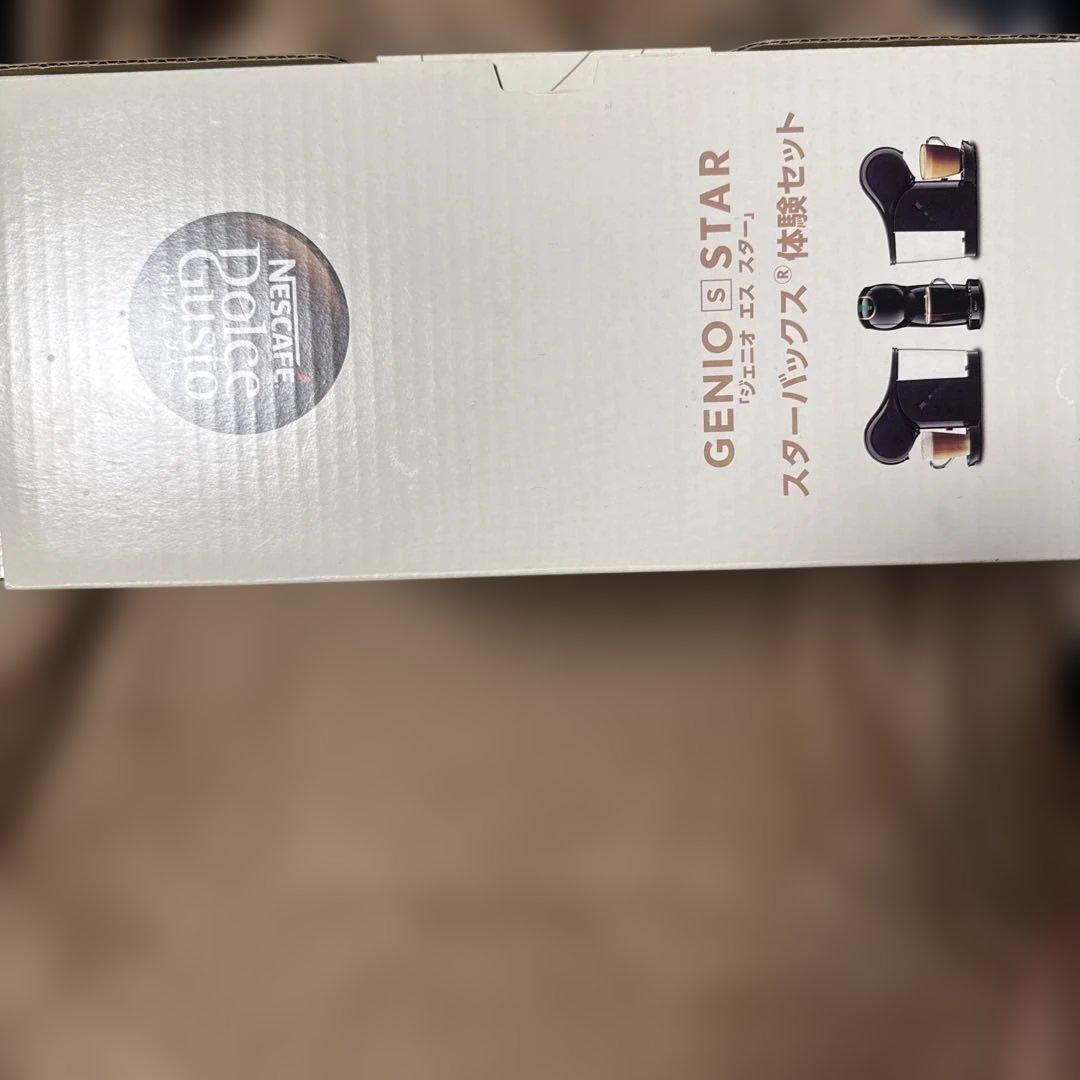 NESCAFÉ
Dolce
Gusto
GENIO S STAR
「ジェニオ エス スター」
スターバックス®体験セット